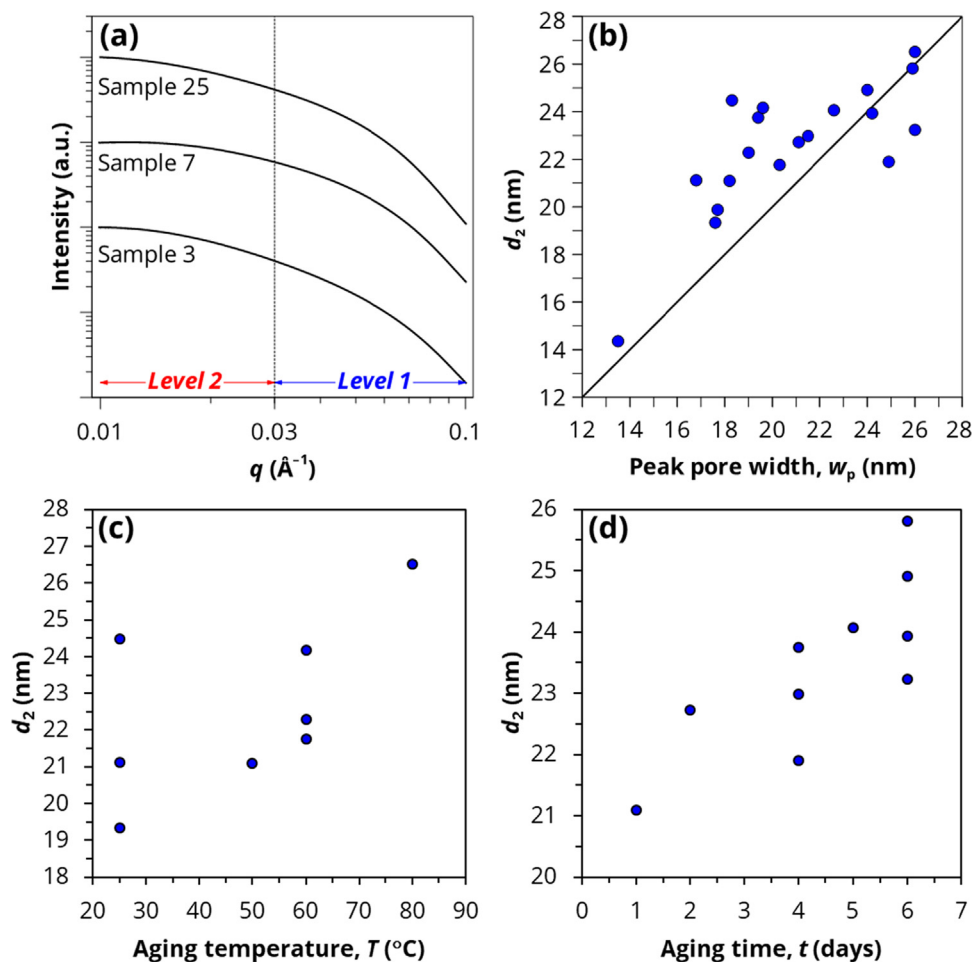 (a)
Sample 25
Sample 7
Sample 3
Level 2
Level 1
Intensity (a.u.)
0.01
0.03
0.1
q (Å⁻¹)
(b)
28
26
24
22
20
18
16
14
12
d₂ (nm)
12 14 16 18 20 22 24 26 28
Peak pore width, wₚ (nm)
(c)
28
27
26
25
24
23
22
21
20
19
18
d₂ (nm)
20 30 40 50 60 70 80 90
Aging temperature, T (°C)
(d)
26
25
24
23
22
21
20
d₂ (nm)
0 1 2 3 4 5 6 7
Aging time, t (days)